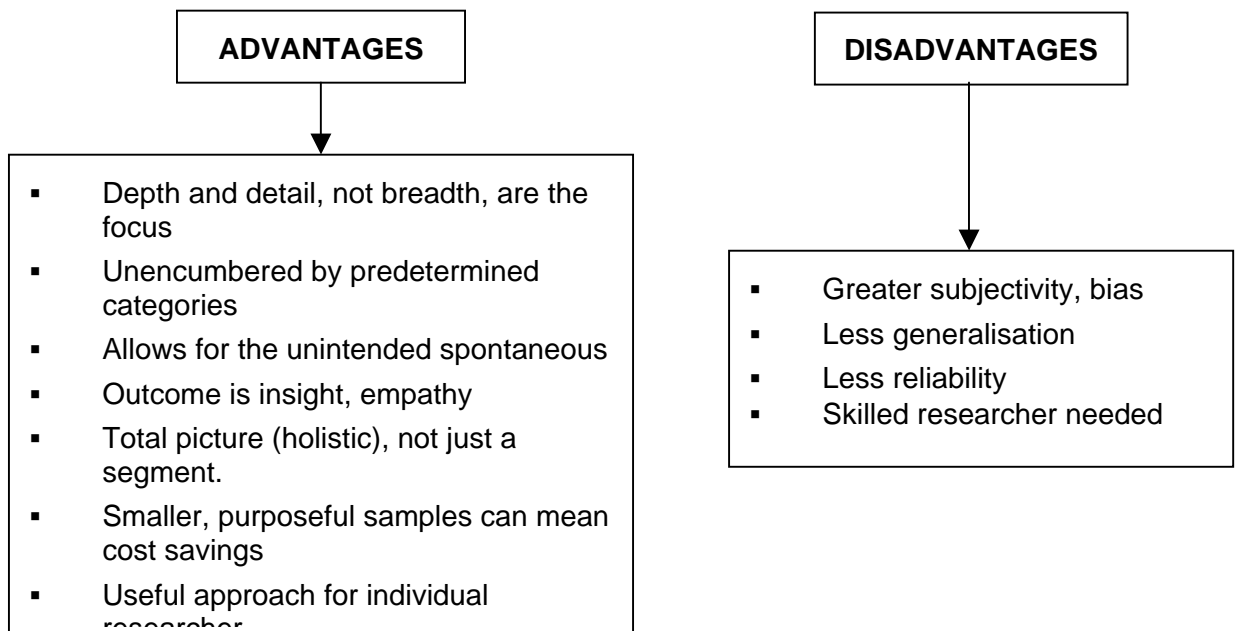 ADVANTAGES
▪ Depth and detail, not breadth, are the
focus
▪ Unencumbered by predetermined
categories
▪ Allows for the unintended spontaneous
▪ Outcome is insight, empathy
▪ Total picture (holistic), not just a
segment.
▪ Smaller, purposeful samples can mean
cost savings
▪ Useful approach for individual
researcher
DISADVANTAGES
▪ Greater subjectivity, bias
▪ Less generalisation
▪ Less reliability
▪ Skilled researcher needed